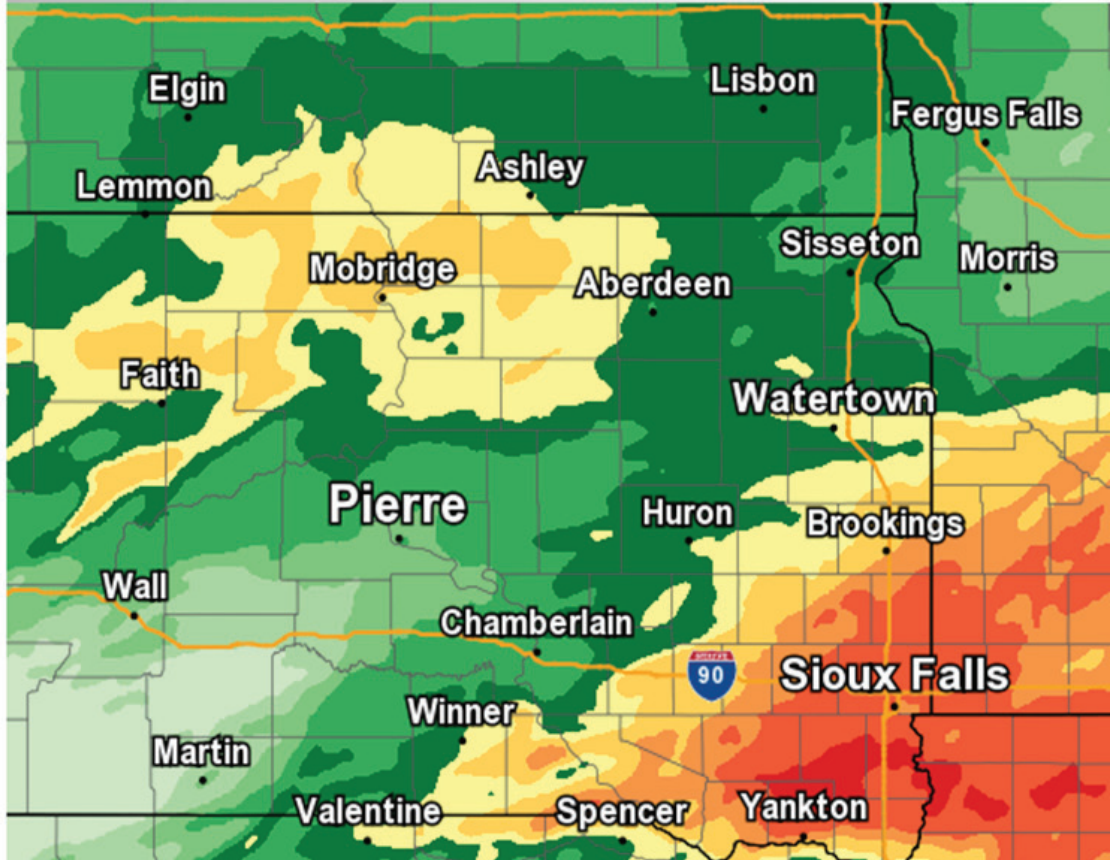 Elgin
Lisbon
Fergus Falls
Ashley
Lemmon
Sisseton
Morris
Mobridge
Aberdeen
Faith
Watertown
Pierre
Huron
Brookings
Wall
Chamberlain
INTERSTATE
90
Sioux Falls
Winner
Martin
Valentine
Spencer
Yankton